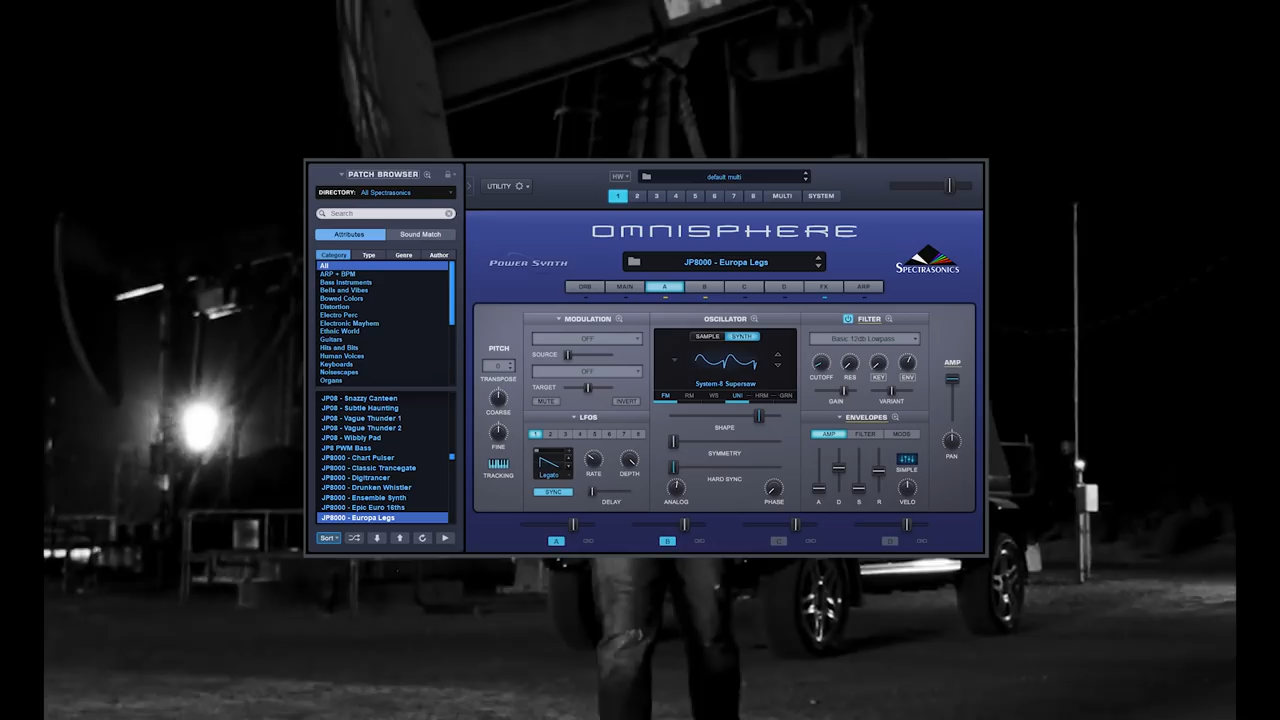 PATCH BROWSER
DIRECTORY: All Spectrasonics
Search
Attributes Sound Match
Category Type Genre Author
All
ARP + BPM
Bass Instruments
Bells and Vibes
Bowed Colors
Distortion
Electro Perc
Electronic Mayhem
Ethnic World
Guitars
Hits and Bits
Human Voices
Keyboards
Noisescapes
Organs
JP08 - Snazzy Canteen
JP08 - Subtle Haunting
JP08 - Vague Thunder 1
JP08 - Vague Thunder 2
JP08 - Wibbly Pad
JP8 PWM Bass
JP8000 - Chart Pulser
JP8000 - Classic Trancegate
JP8000 - Digitrancer
JP8000 - Drunken Whistler
JP8000 - Ensemble Synth
JP8000 - Epic Euro 16ths
JP8000 - Europa Legs
Sort
UTILITY
HW
default multi
1 2 3 4 5 6 7 8 MULTI SYSTEM
OMNISPHERE
POWER SYNTH
JP8000 - Europa Legs
SPECTRASONICS
ORB MAIN A B C D FX ARP
PITCH
0
TRANSPOSE
COARSE
FINE
TRACKING
MODULATION
OFF
SOURCE
OFF
TARGET
MUTE INVERT
LFOS
1 2 3 4 5 6 7 8
Legato
RATE DEPTH
SYNC
DELAY
OSCILLATOR
SAMPLE SYNTH
System-8 Supersaw
FM RM WS UNI HRM GRN
SHAPE
SYMMETRY
HARD SYNC
ANALOG PHASE
FILTER
Basic 12db Lowpass
CUTOFF RES KEY ENV
GAIN VARIANT
ENVELOPES
AMP FILTER MODS
SIMPLE
A D S R VELO
AMP
PAN
A B C D